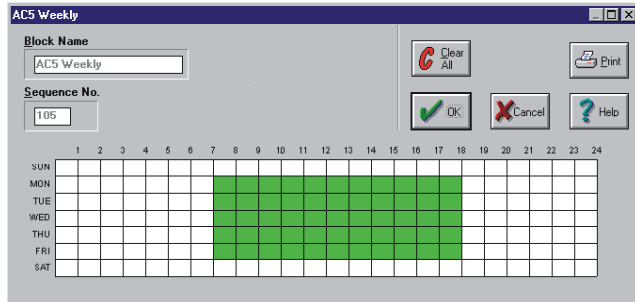 AC5 Weekly
Block Name
AC5 Weekly
Sequence No.
105
Clear All
Print
OK
Cancel
Help
1 2 3 4 5 6 7 8 9 10 11 12 13 14 15 16 17 18 19 20 21 22 23 24
SUN
MON
TUE
WED
THU
FRI
SAT